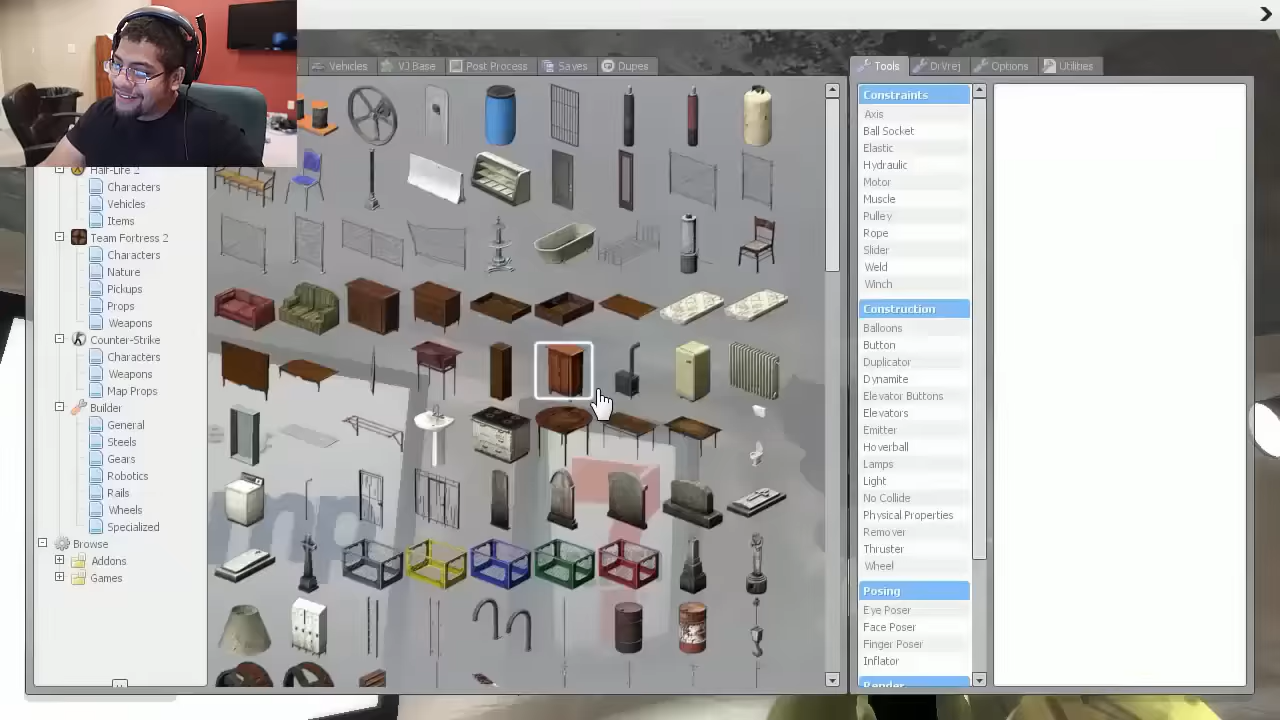 Vehicles
VJ Base
Post Process
Saves
Dupes
Tools
DrVrej
Options
Utilities
Half-Life 2
Characters
Vehicles
Items
Team Fortress 2
Characters
Nature
Pickups
Props
Weapons
Counter-Strike
Characters
Weapons
Map Props
Builder
General
Steels
Gears
Robotics
Rails
Wheels
Specialized
Browse
Addons
Games
Constraints
Axis
Ball Socket
Elastic
Hydraulic
Motor
Muscle
Pulley
Rope
Slider
Weld
Winch
Construction
Balloons
Button
Duplicator
Dynamite
Elevator Buttons
Elevators
Emitter
Hoverball
Lamps
Light
No Collide
Physical Properties
Remover
Thruster
Wheel
Posing
Eye Poser
Face Poser
Finger Poser
Inflator
Render